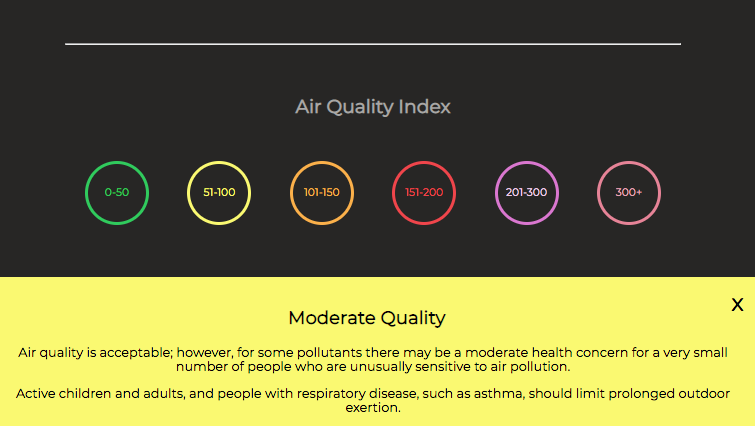 Air Quality Index
0-50 51-100 101-150 151-200 201-300 300+
X
Moderate Quality
Air quality is acceptable; however, for some pollutants there may be a moderate health concern for a very small
number of people who are unusually sensitive to air pollution.
Active children and adults, and people with respiratory disease, such as asthma, should limit prolonged outdoor
exertion.